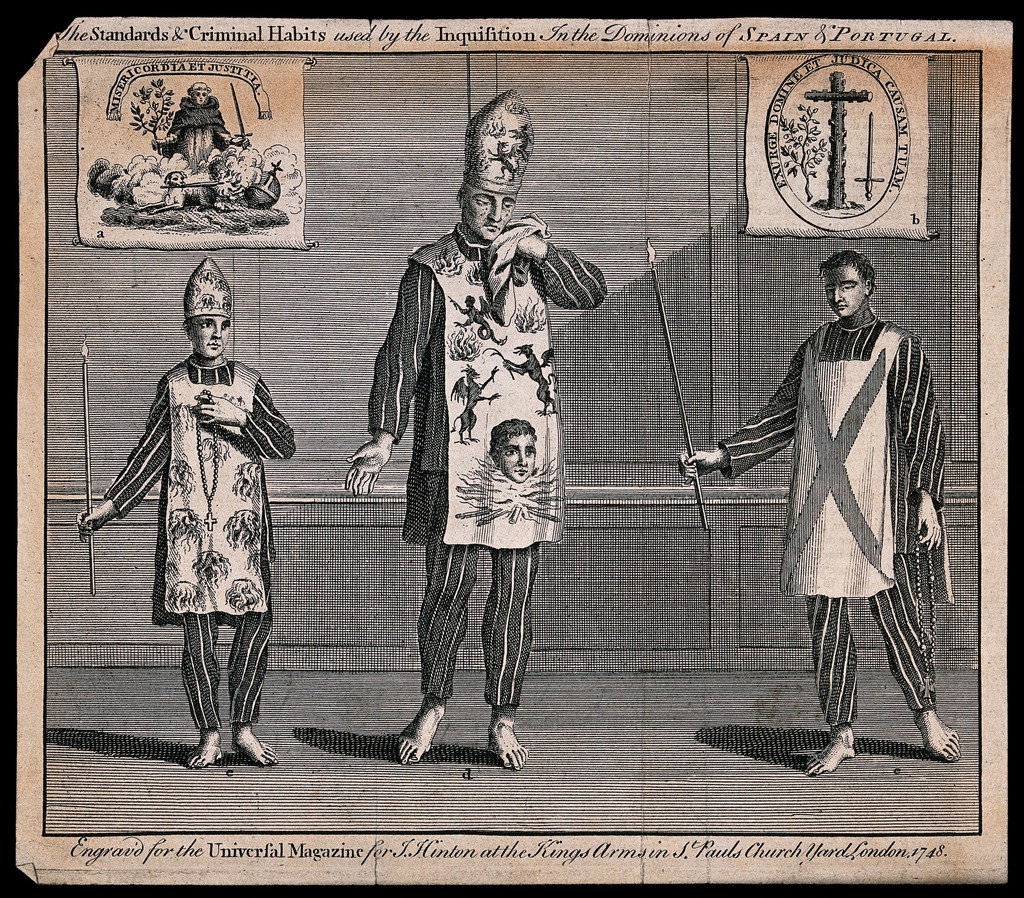 The Standards & Criminal Habits used by the Inquisition In the Dominions of SPAIN & PORTUGAL.
MISERICORDIA ET JUSTITIA
a
EXURGE DOMINE ET JUDICA CAUSAM TUAM.
b
c
d
e
Engrav'd for the Universal Magazine for J. Hinton at the Kings Arms in St. Pauls Church Yard London, 1748.